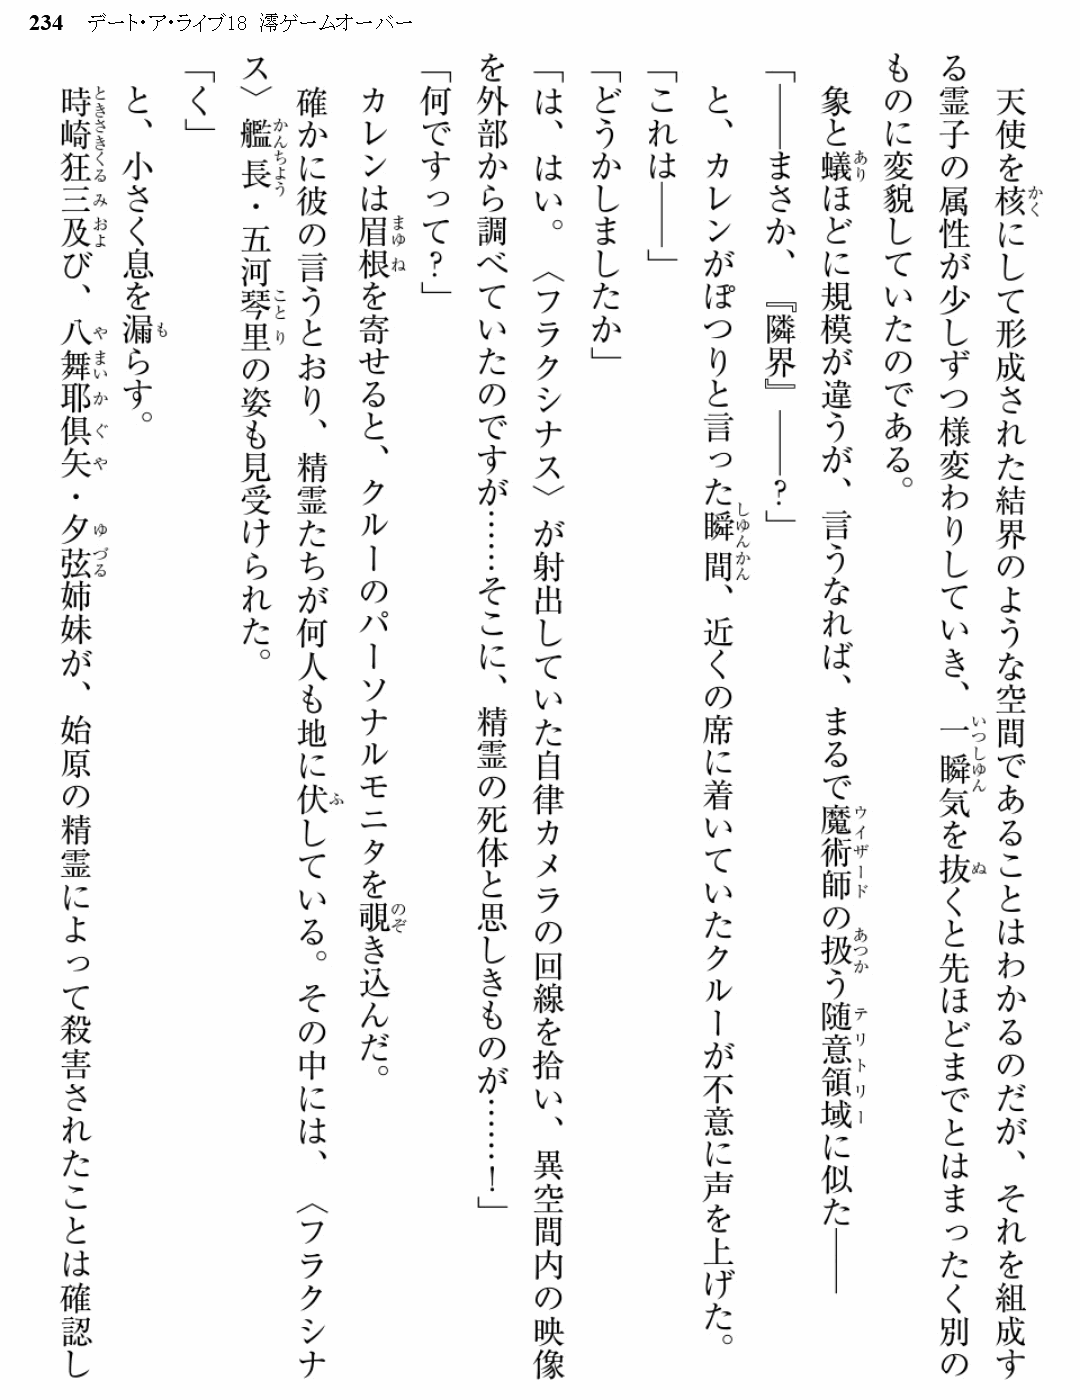 234 デート・ア・ライブ18 澪ゲームオーバー
天使を核にして形成された結界のような空間であることはわかるのだが、それを組成す
る霊子の属性が少しずつ様変わりしていき、一瞬気を抜くと先ほどまでとはまったく別の
ものに変貌していたのである。
象と蟻ほどに規模が違うが、言うなれば、まるで魔術師の扱う随意領域に似た――
「――まさか、『隣界』――?」
と、カレンがぽつりと言った瞬間、近くの席に着いていたクルーが不意に声を上げた。
「これは――」
「どうかしましたか」
「は、はい。〈フラクシナス〉が射出していた自律カメラの回線を拾い、異空間内の映像
を外部から調べていたのですが……そこに、精霊の死体と思しきものが……!」
「何ですって?」
カレンは眉根を寄せると、クルーのパーソナルモニタを覗き込んだ。
確かに彼の言うとおり、精霊たちが何人も地に伏している。その中には、〈フラクシナ
ス〉艦長・五河琴里の姿も見受けられた。
「く」
と、小さく息を漏らす。
時崎狂三及び、八舞耶倶矢・夕弦姉妹が、始原の精霊によって殺害されたことは確認し